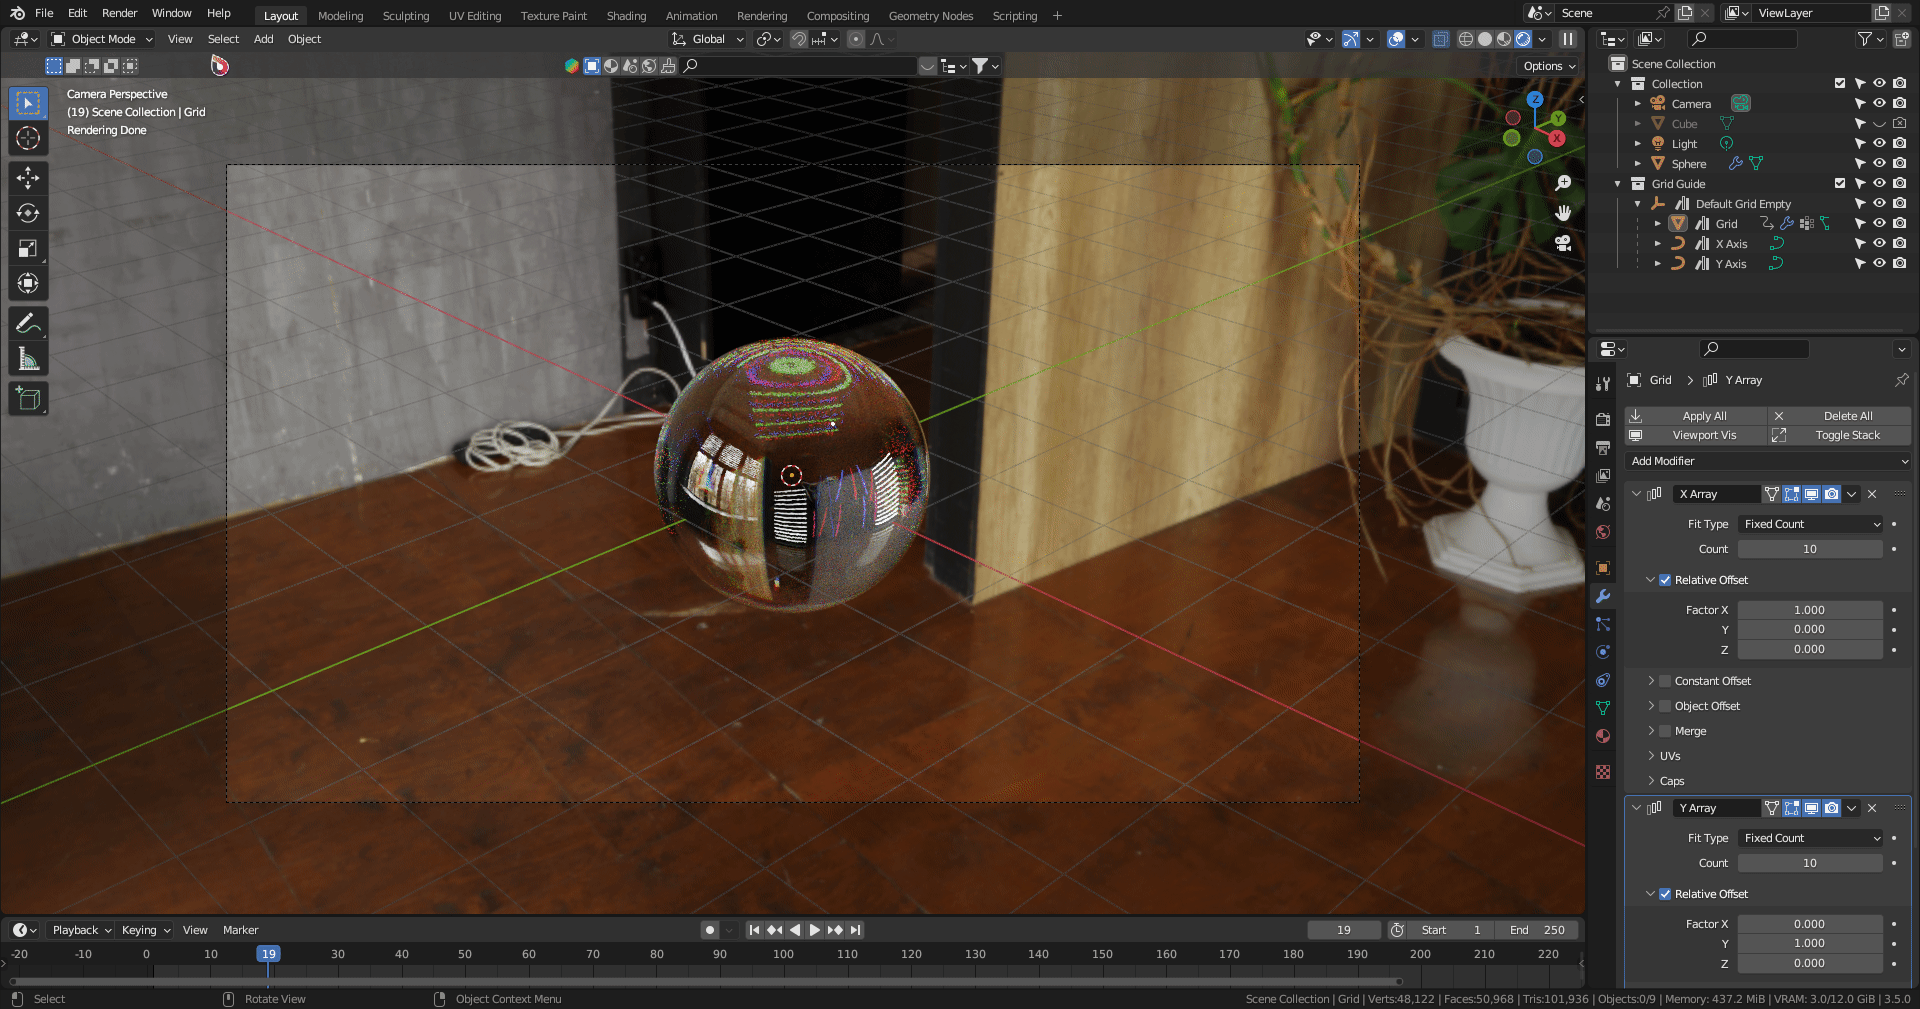 File Edit Render Window Help Layout Modeling Sculpting UV Editing Texture Paint Shading Animation Rendering Compositing Geometry Nodes Scripting + Scene ViewLayer
Object Mode View Select Add Object Global
Options
Camera Perspective
(19) Scene Collection | Grid
Rendering Done
Z
Y
X
Scene Collection
Collection
Camera
Cube
Light
Sphere
Grid Guide
Default Grid Empty
Grid
X Axis
Y Axis
Grid Y Array
Apply All Delete All
Viewport Vis Toggle Stack
Add Modifier
X Array
Fit Type Fixed Count
Count 10
Relative Offset
Factor X 1.000
Y 0.000
Z 0.000
Constant Offset
Object Offset
Merge
UVs
Caps
Y Array
Fit Type Fixed Count
Count 10
Relative Offset
Factor X 0.000
Y 1.000
Z 0.000
Playback Keying View Marker 19 Start 1 End 250
-20 -10 0 10 19 30 40 50 60 70 80 90 100 110 120 130 140 150 160 170 180 190 200 210 220
Select Rotate View Object Context Menu Scene Collection | Grid | Verts:48,122 | Faces:50,968 | Tris:101,936 | Objects:0/9 | Memory: 437.2 MiB | VRAM: 3.0/12.0 GiB | 3.5.0